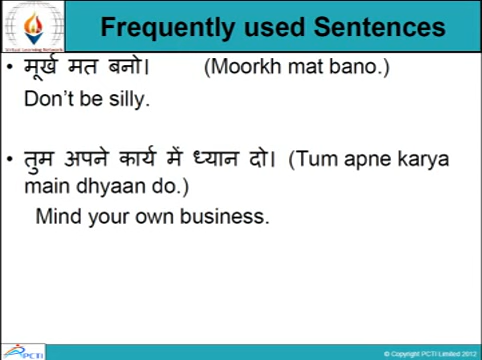 Frequently used Sentences
• मूर्ख मत बनो। (Moorkh mat bano.)
Don't be silly.
• तुम अपने कार्य में ध्यान दो। (Tum apne karya
main dhyaan do.)
Mind your own business.
PCTI
© Copyright PCTI Limited 2012